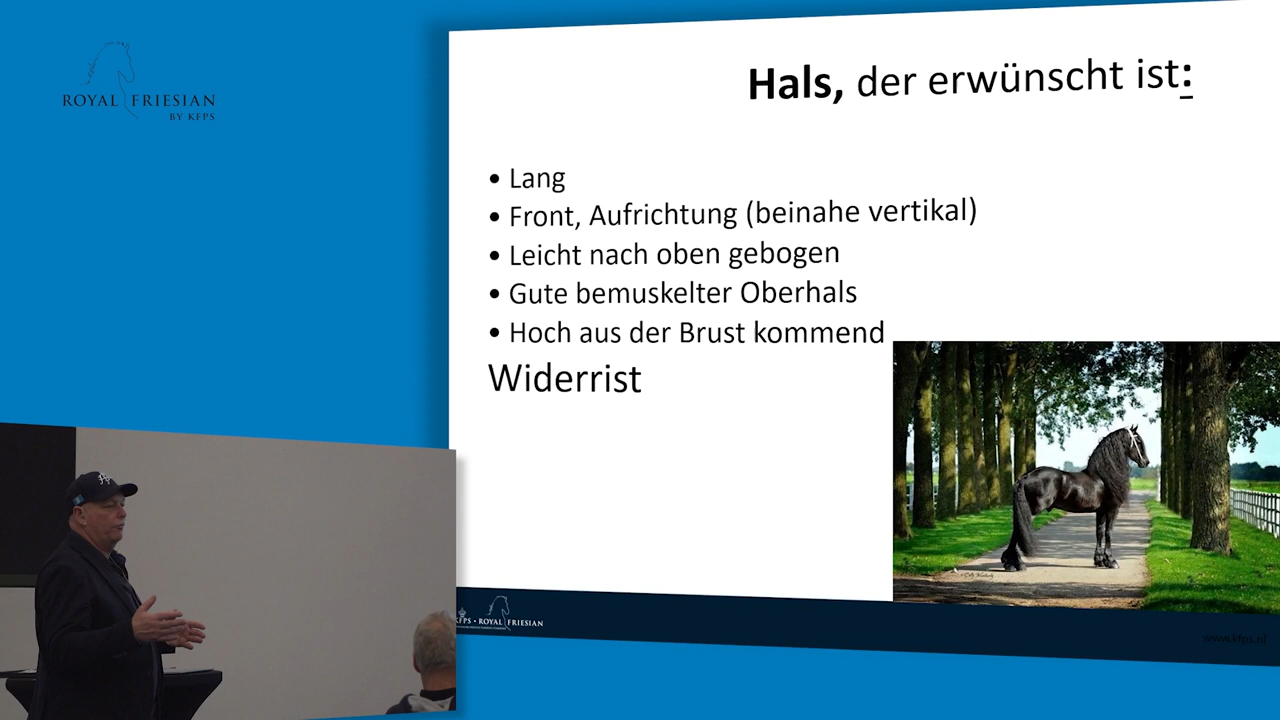 ROYAL FRIESIAN
BY KFPS
Hals, der erwünscht ist:
• Lang
• Front, Aufrichtung (beinahe vertikal)
• Leicht nach oben gebogen
• Gute bemuskelter Oberhals
• Hoch aus der Brust kommend
Widerrist
KFPS • ROYAL FRIESIAN
www.kfps.nl